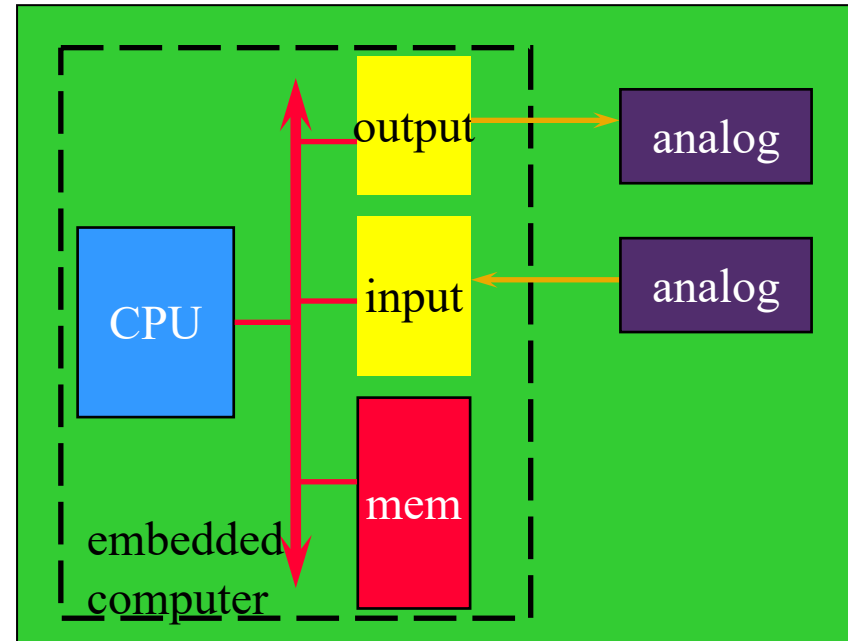 output
analog
input
analog
CPU
mem
embedded
computer